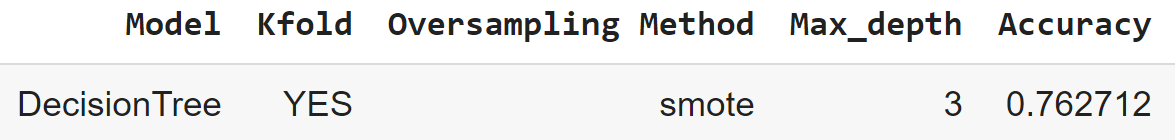 Model Kfold Oversampling Method Max_depth Accuracy
DecisionTree YES smote 3 0.762712